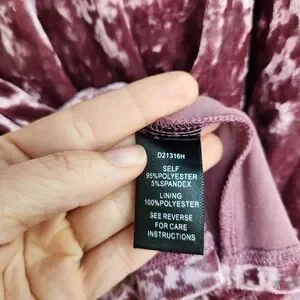 D21316H
SELF
95%POLYESTER
5%SPANDEX
LINING
100%POLYESTER
SEE REVERSE
FOR CARE
INSTRUCTIONS